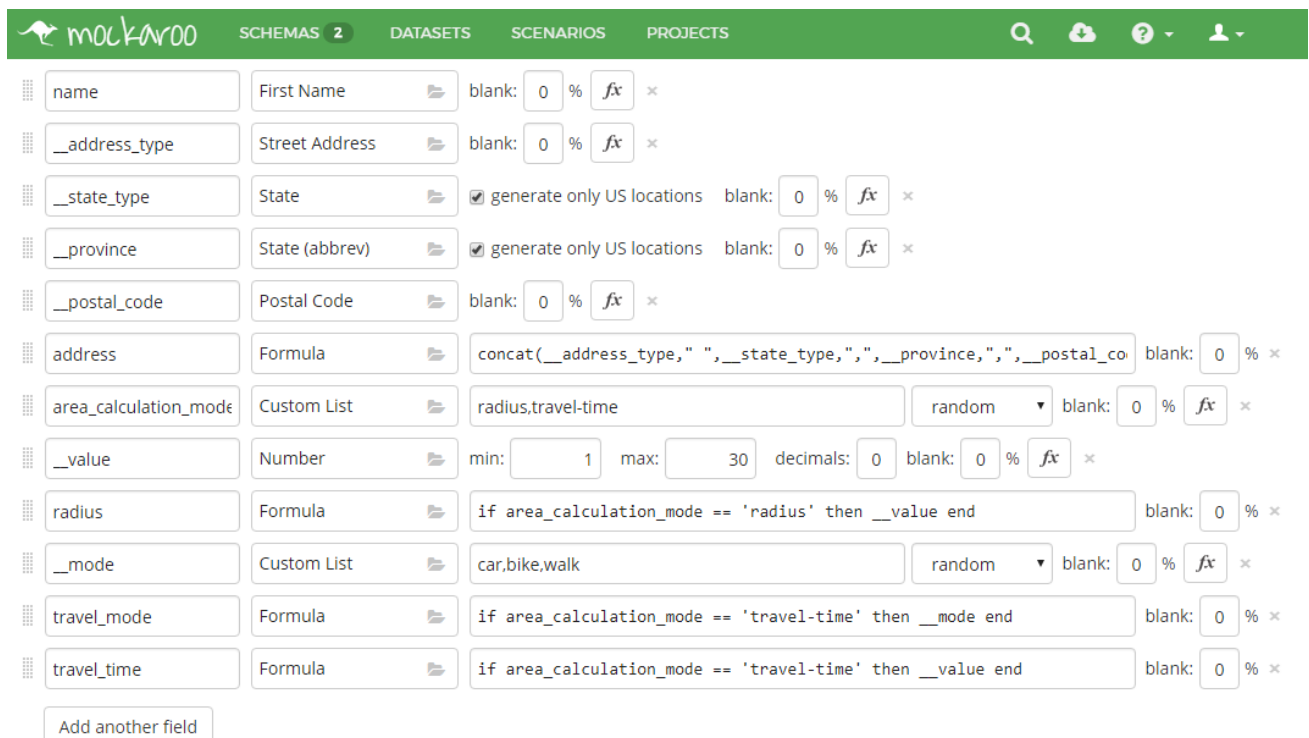 mockaroo SCHEMAS 2 DATASETS SCENARIOS PROJECTS
name First Name blank: 0 % fx ×
__address_type Street Address blank: 0 % fx ×
__state_type State generate only US locations blank: 0 % fx ×
__province State (abbrev) generate only US locations blank: 0 % fx ×
__postal_code Postal Code blank: 0 % fx ×
address Formula concat(__address_type," ",__state_type,",",__province,",",__postal_co blank: 0 % ×
area_calculation_mode Custom List radius,travel-time random blank: 0 % fx ×
__value Number min: 1 max: 30 decimals: 0 blank: 0 % fx ×
radius Formula if area_calculation_mode == 'radius' then __value end blank: 0 % ×
__mode Custom List car,bike,walk random blank: 0 % fx ×
travel_mode Formula if area_calculation_mode == 'travel-time' then __mode end blank: 0 % ×
travel_time Formula if area_calculation_mode == 'travel-time' then __value end blank: 0 % ×
Add another field